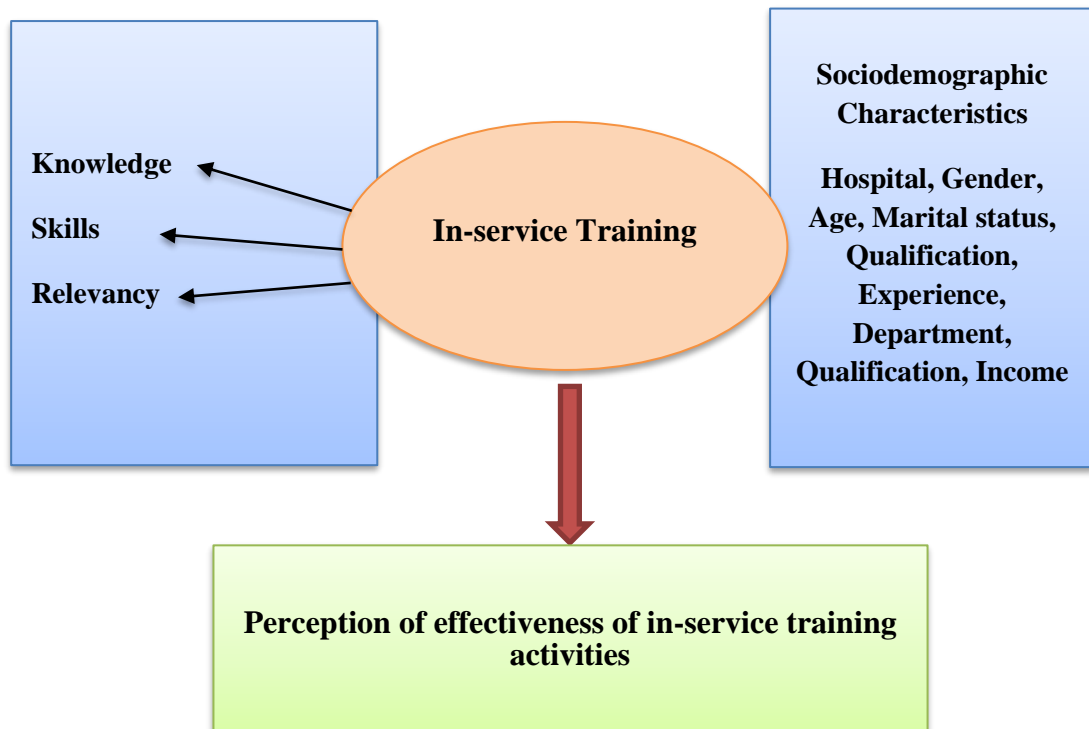 Knowledge
Skills
Relevancy
In-service Training
Sociodemographic
Characteristics
Hospital, Gender,
Age, Marital status,
Qualification,
Experience,
Department,
Qualification, Income
Perception of effectiveness of in-service training
activities